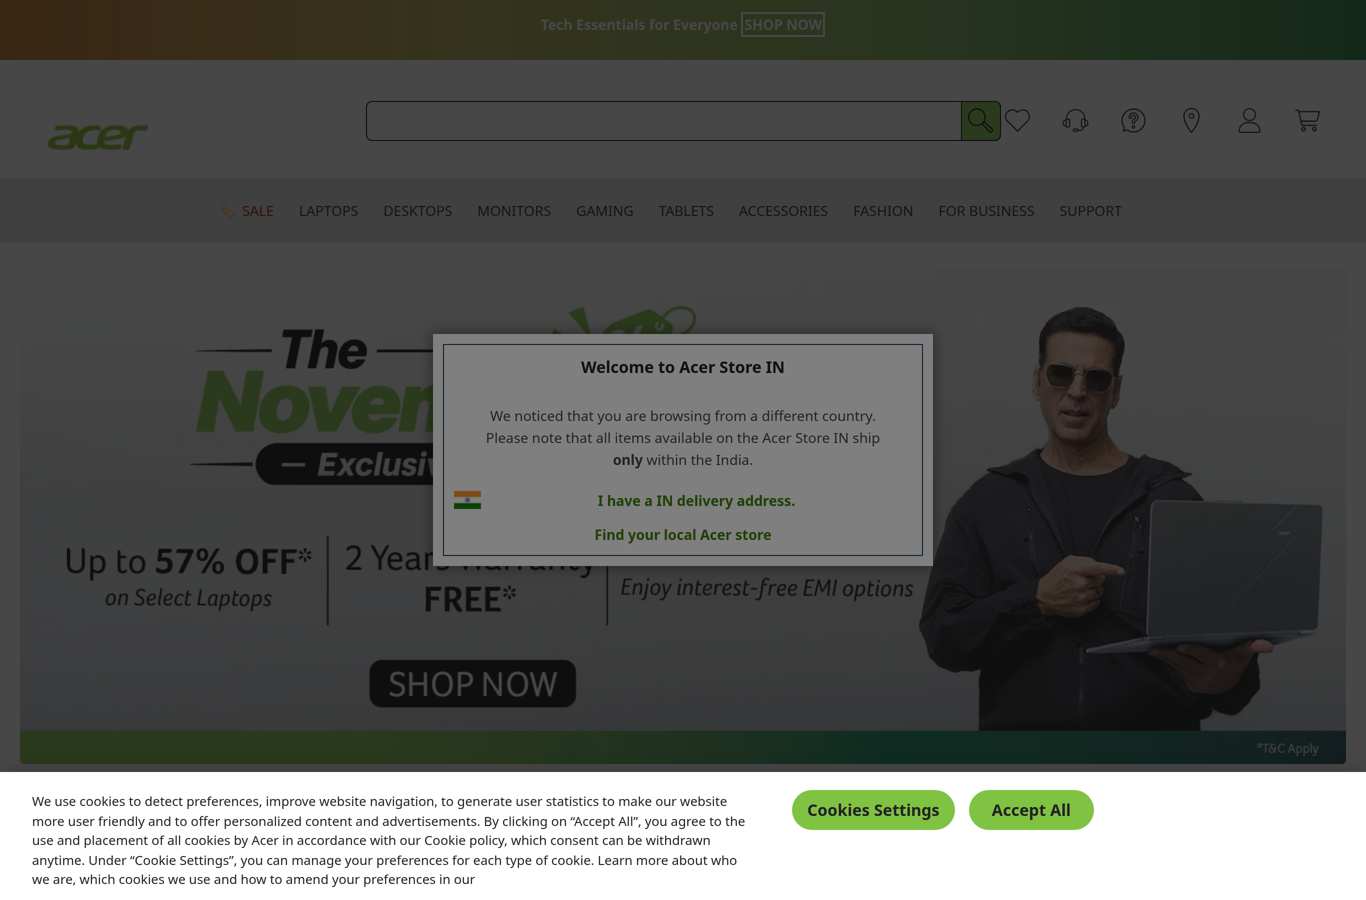 Tech Essentials for Everyone SHOP NOW
acer
SALE LAPTOPS DESKTOPS MONITORS GAMING TABLETS ACCESSORIES FASHION FOR BUSINESS SUPPORT
The
Novem
— Exclusiv
Welcome to Acer Store IN
We noticed that you are browsing from a different country.
Please note that all items available on the Acer Store IN ship
only within the India.
I have a IN delivery address.
Find your local Acer store
Up to 57% OFF*
on Select Laptops
2 Years Warranty
FREE*
Enjoy interest-free EMI options
SHOP NOW
*T&C Apply
We use cookies to detect preferences, improve website navigation, to generate user statistics to make our website
more user friendly and to offer personalized content and advertisements. By clicking on “Accept All”, you agree to the
use and placement of all cookies by Acer in accordance with our Cookie policy, which consent can be withdrawn
anytime. Under “Cookie Settings”, you can manage your preferences for each type of cookie. Learn more about who
we are, which cookies we use and how to amend your preferences in our
Cookies Settings
Accept All